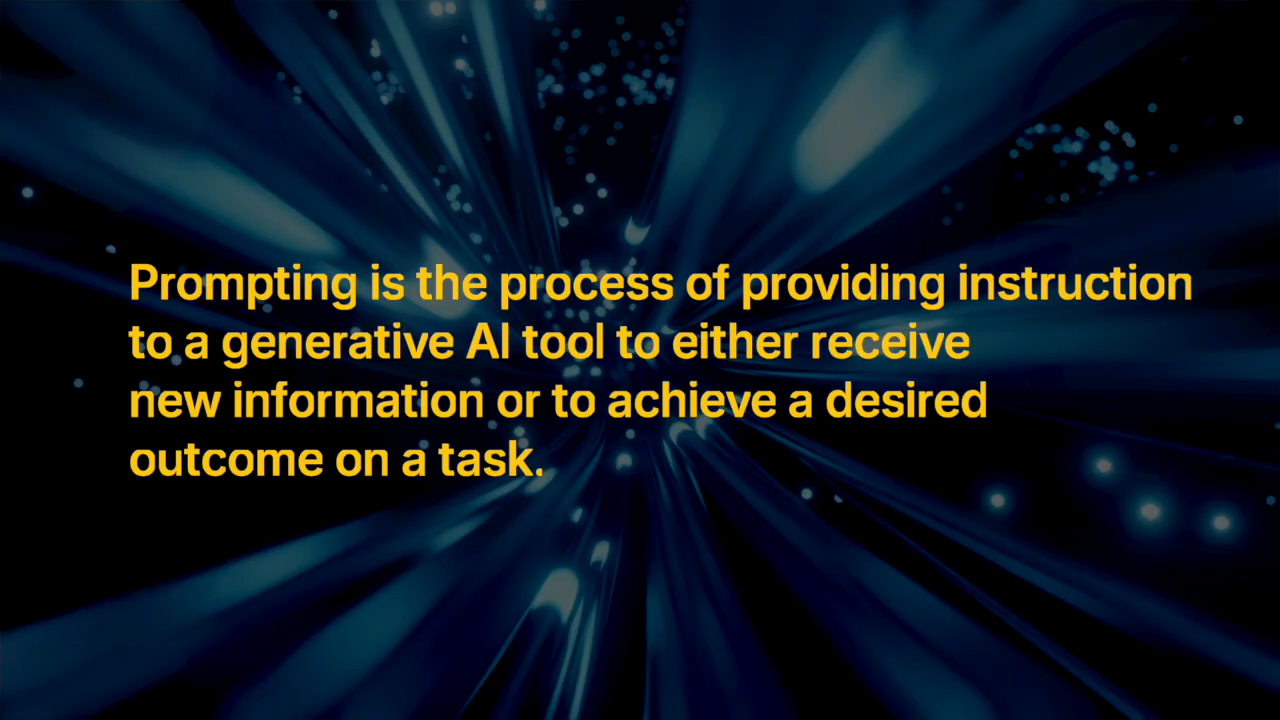 Prompting is the process of providing instruction
to a generative AI tool to either receive
new information or to achieve a desired
outcome on a task.